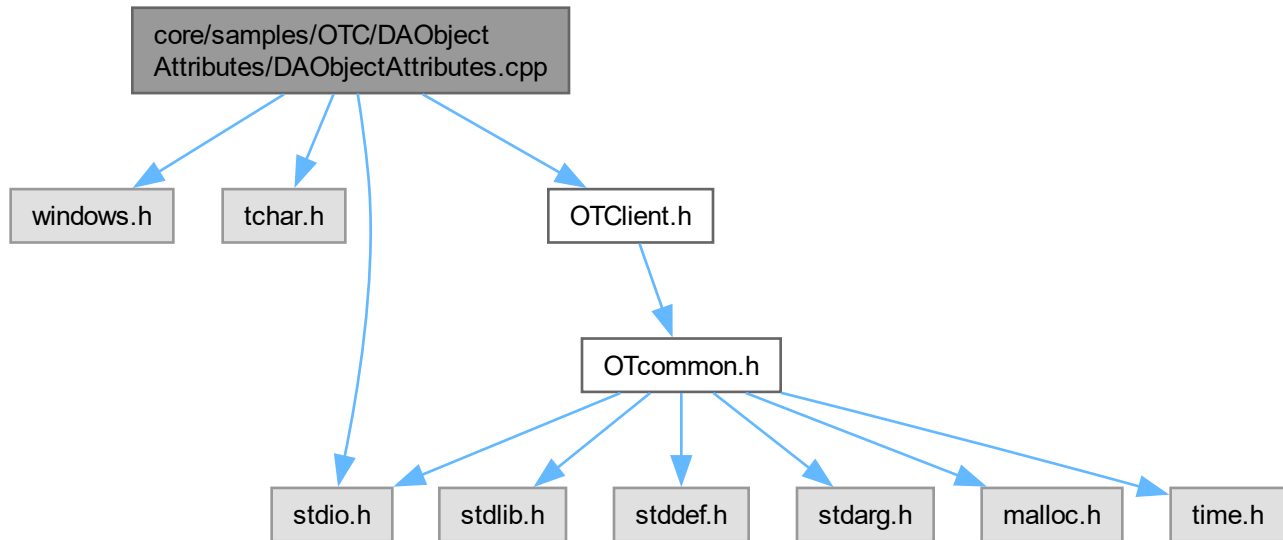 core/samples/OTC/DAObject
Attributes/DAObjectAttributes.cpp
windows.h
tchar.h
OTClient.h
OTcommon.h
stdio.h
stdlib.h
stddef.h
stdarg.h
malloc.h
time.h